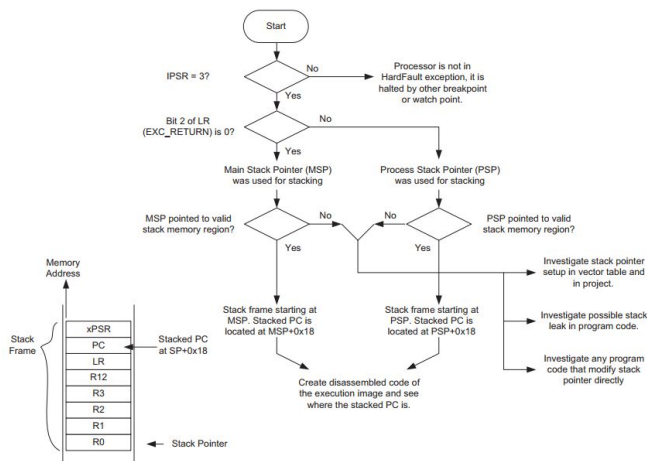 Start
IPSR = 3?
No
Processor is not in
HardFault exception, it is
halted by other breakpoint
or watch point.
Yes
Bit 2 of LR
(EXC_RETURN) is 0?
No
Yes
Main Stack Pointer (MSP)
was used for stacking
Process Stack Pointer (PSP)
was used for stacking
MSP pointed to valid
stack memory region?
No
No
PSP pointed to valid
stack memory region?
Yes
Yes
Investigate stack pointer
setup in vector table and
in project.
Investigate possible stack
leak in program code.
Investigate any program
code that modify stack
pointer directly
Stack frame starting at
MSP. Stacked PC is
located at MSP+0x18
Stack frame starting at
PSP. Stacked PC is
located at PSP+0x18
Create disassembled code of
the execution image and see
where the stacked PC is.
Memory
Address
Stack
Frame
xPSR
PC
LR
R12
R3
R2
R1
R0
Stacked PC
at SP+0x18
Stack Pointer